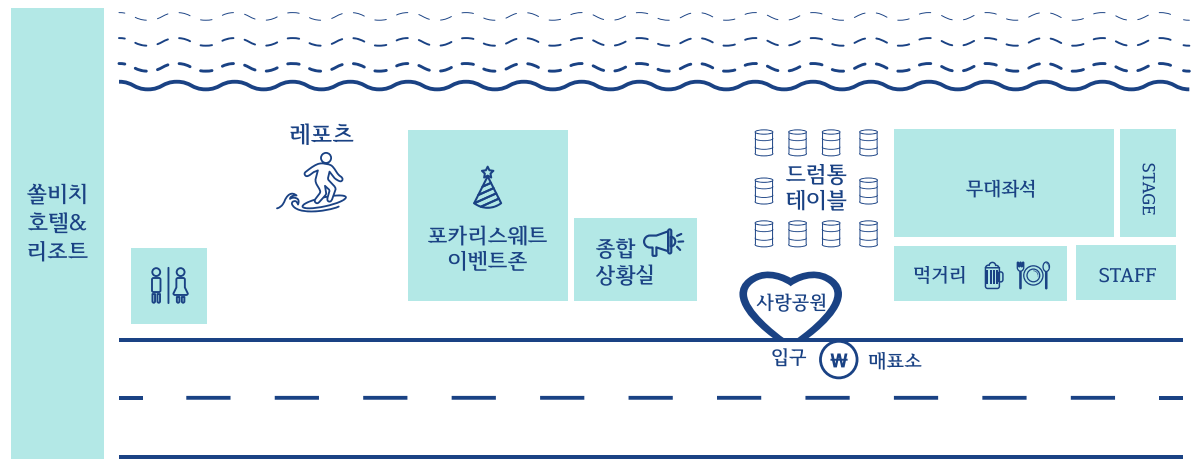 쏠비치
호텔&
리조트
레포츠
포카리스웨트
이벤트존
종합
상황실
드럼통
테이블
무대좌석
STAGE
먹거리
STAFF
사랑공원
입구
₩
매표소